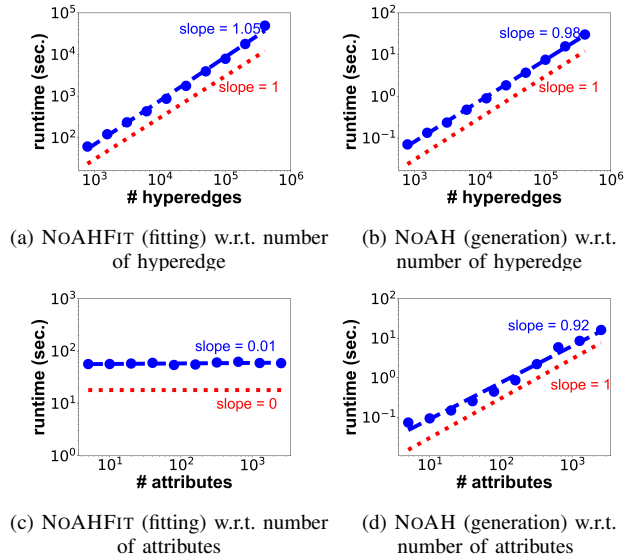 10^5
10^4
10^3
10^2
runtime (sec.)
slope = 1.05
slope = 1
10^3 10^4 10^5 10^6
# hyperedges
(a) NOAHFIT (fitting) w.r.t. number
of hyperedge
10^2
10^1
10^0
10^−1
runtime (sec.)
slope = 0.98
slope = 1
10^3 10^4 10^5 10^6
# hyperedges
(b) NOAH (generation) w.r.t.
number of hyperedge
10^3
10^2
10^1
10^0
runtime (sec.)
slope = 0.01
slope = 0
10^1 10^2 10^3
# attributes
(c) NOAHFIT (fitting) w.r.t. number
of attributes
10^2
10^1
10^0
10^−1
runtime (sec.)
slope = 0.92
slope = 1
10^1 10^2 10^3
# attributes
(d) NOAH (generation) w.r.t.
number of attributes